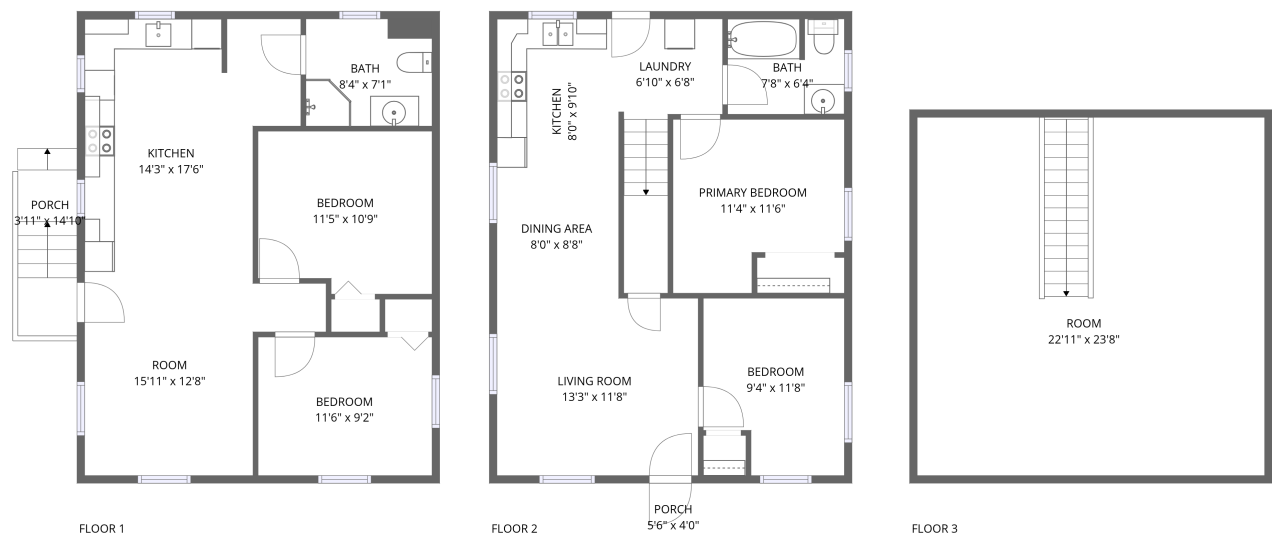 KITCHEN
14'3" x 17'6"
BATH
8'4" x 7'1"
PORCH
3'11" x 14'10"
BEDROOM
11'5" x 10'9"
ROOM
15'11" x 12'8"
BEDROOM
11'6" x 9'2"
FLOOR 1
KITCHEN
8'0" x 9'10"
LAUNDRY
6'10" x 6'8"
BATH
7'8" x 6'4"
PRIMARY BEDROOM
11'4" x 11'6"
DINING AREA
8'0" x 8'8"
LIVING ROOM
13'3" x 11'8"
BEDROOM
9'4" x 11'8"
PORCH
5'6" x 4'0"
FLOOR 2
ROOM
22'11" x 23'8"
FLOOR 3